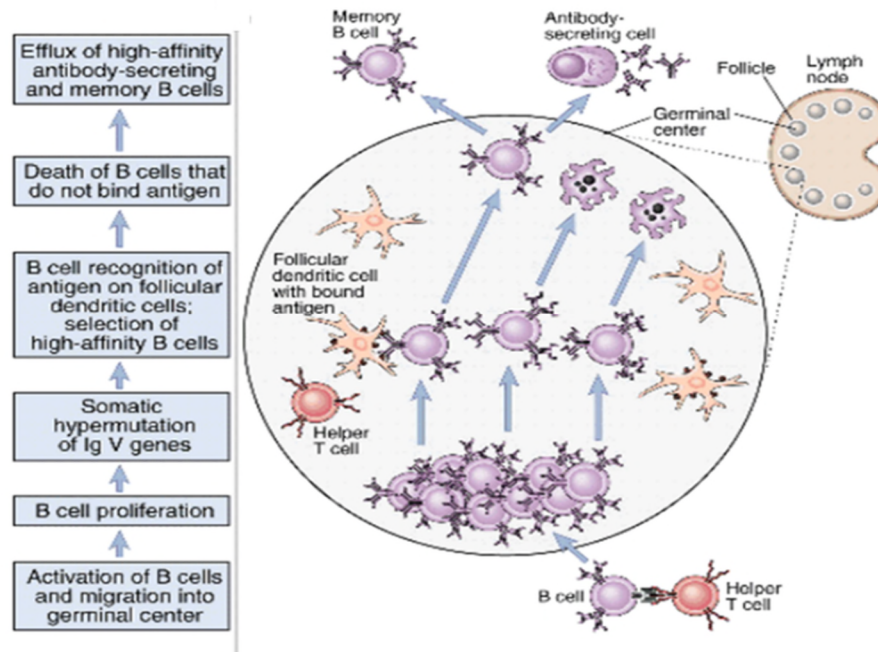 Efflux of high-affinity
antibody-secreting
and memory B cells
Death of B cells that
do not bind antigen
B cell recognition of
antigen on follicular
dendritic cells;
selection of
high-affinity B cells
Somatic
hypermutation
of Ig V genes
B cell proliferation
Activation of B cells
and migration into
germinal center
Memory
B cell
Antibody-
secreting cell
Follicle
Lymph
node
Germinal
center
Follicular
dendritic cell
with bound
antigen
Helper
T cell
B cell
Helper
T cell